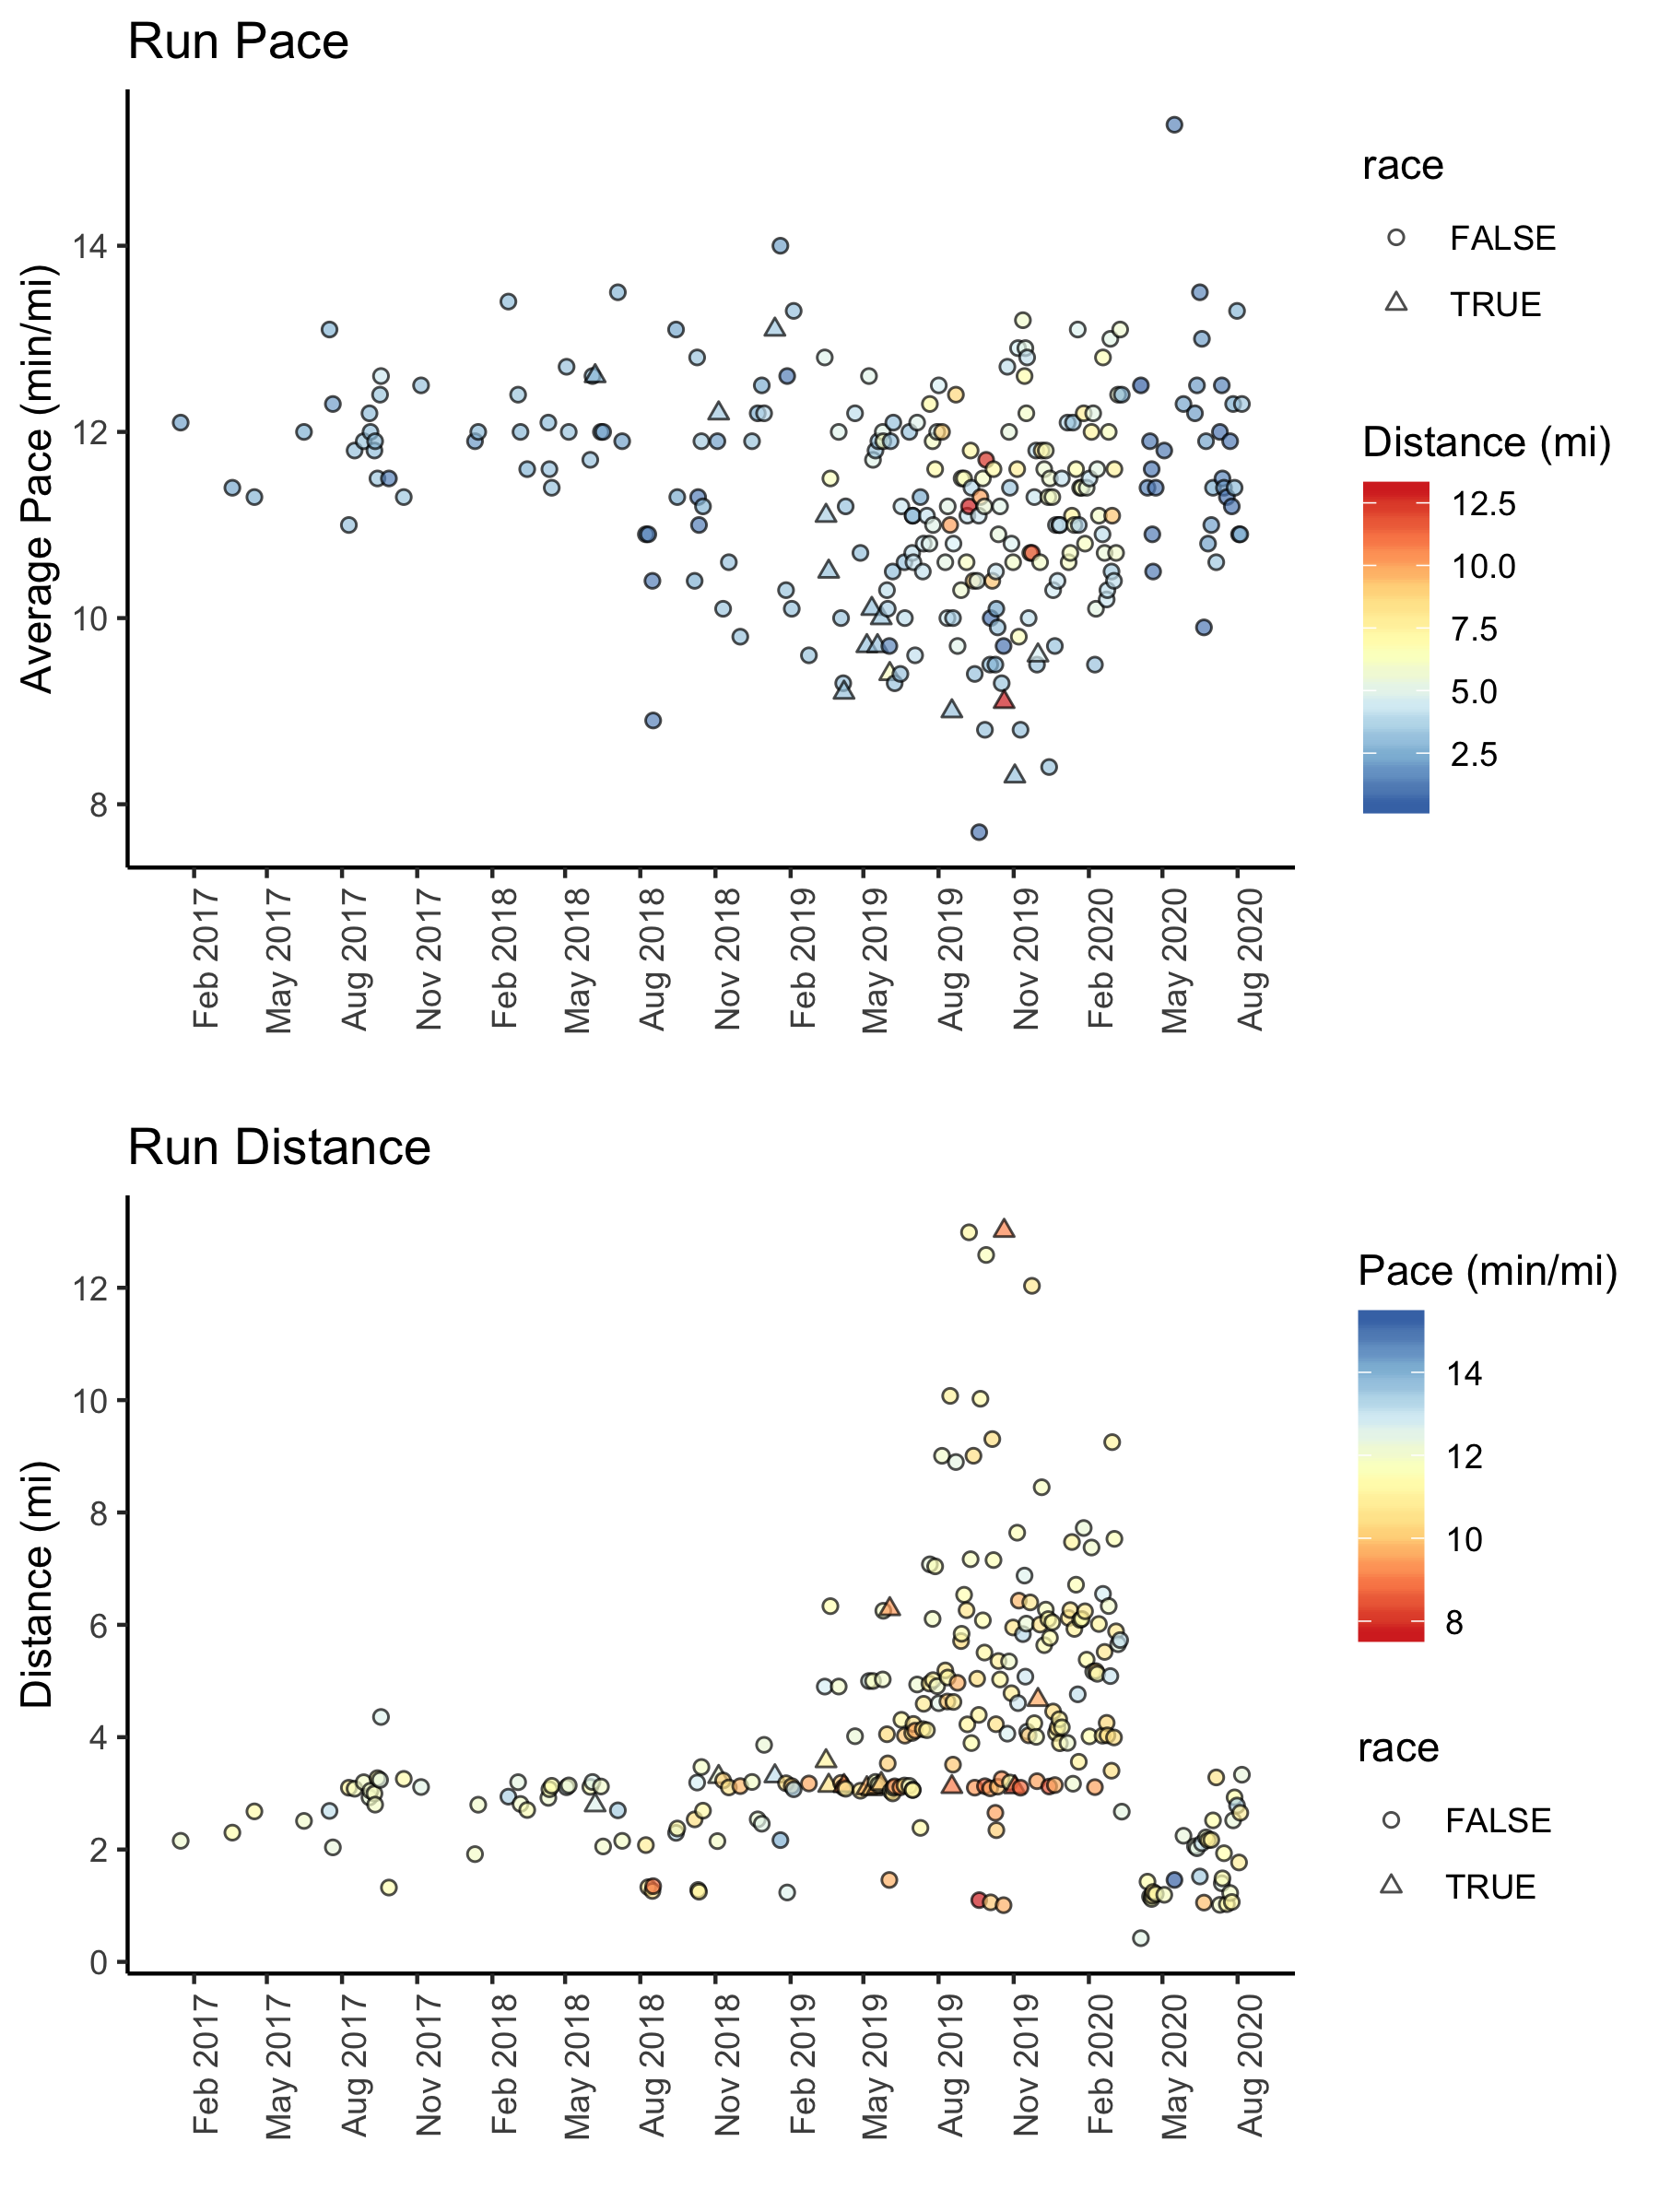 Run Pace
Average Pace (min/mi)
14
12
10
8
Feb 2017
May 2017
Aug 2017
Nov 2017
Feb 2018
May 2018
Aug 2018
Nov 2018
Feb 2019
May 2019
Aug 2019
Nov 2019
Feb 2020
May 2020
Aug 2020
race
FALSE
TRUE
Distance (mi)
12.5
10.0
7.5
5.0
2.5
Run Distance
Distance (mi)
12
10
8
6
4
2
0
Feb 2017
May 2017
Aug 2017
Nov 2017
Feb 2018
May 2018
Aug 2018
Nov 2018
Feb 2019
May 2019
Aug 2019
Nov 2019
Feb 2020
May 2020
Aug 2020
Pace (min/mi)
14
12
10
8
race
FALSE
TRUE